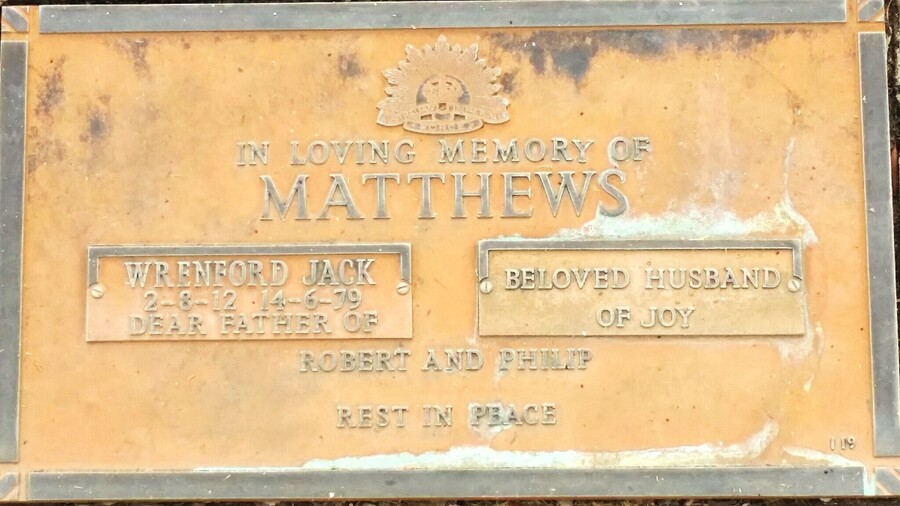 IN LOVING MEMORY OF
MATTHEWS
WRENFORD JACK
2-8-12 14-6-79
DEAR FATHER OF
BELOVED HUSBAND
OF JOY
ROBERT AND PHILIP
REST IN PEACE
119